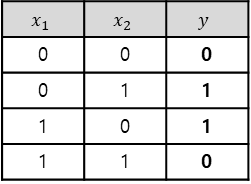 x₁ x₂ y
0 0 0
0 1 1
1 0 1
1 1 0